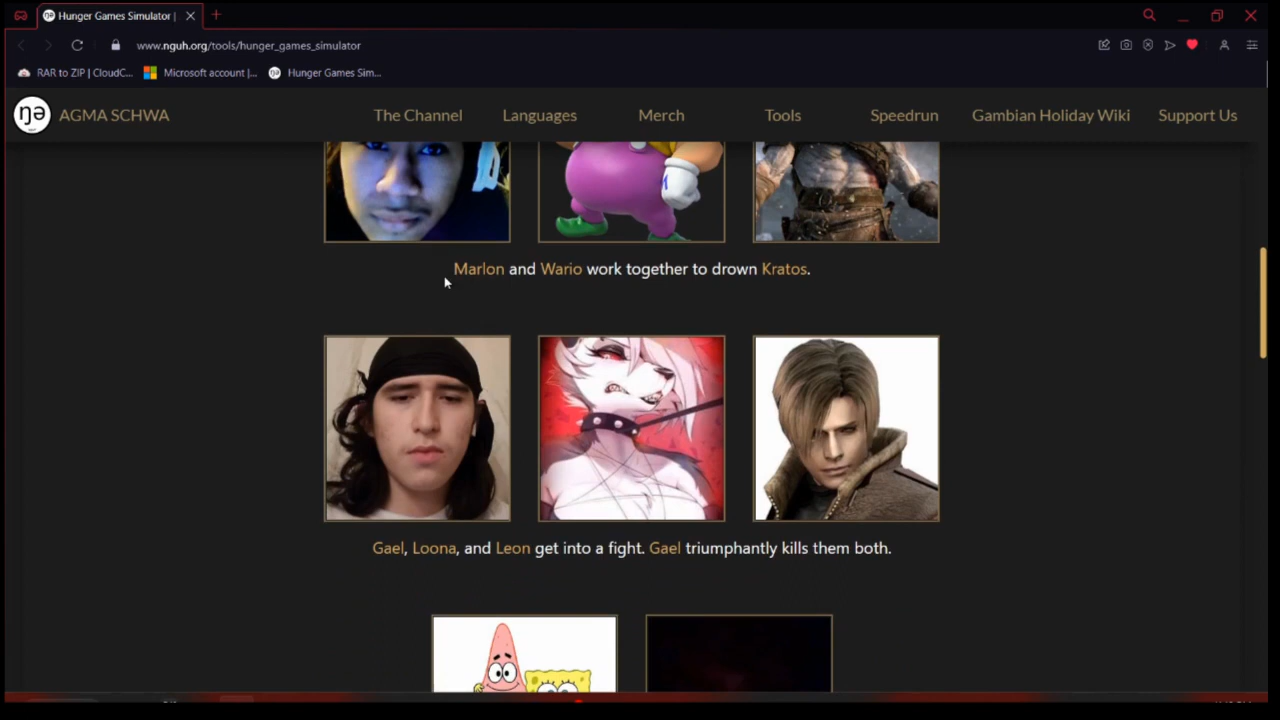 Hunger Games Simulator |
www.nguh.org/tools/hunger_games_simulator
RAR to ZIP | CloudC...
Microsoft account |...
Hunger Games Sim...
ŋə
AGMA SCHWA
The Channel
Languages
Merch
Tools
Speedrun
Gambian Holiday Wiki
Support Us
Marlon and Wario work together to drown Kratos.
Gael, Loona, and Leon get into a fight. Gael triumphantly kills them both.